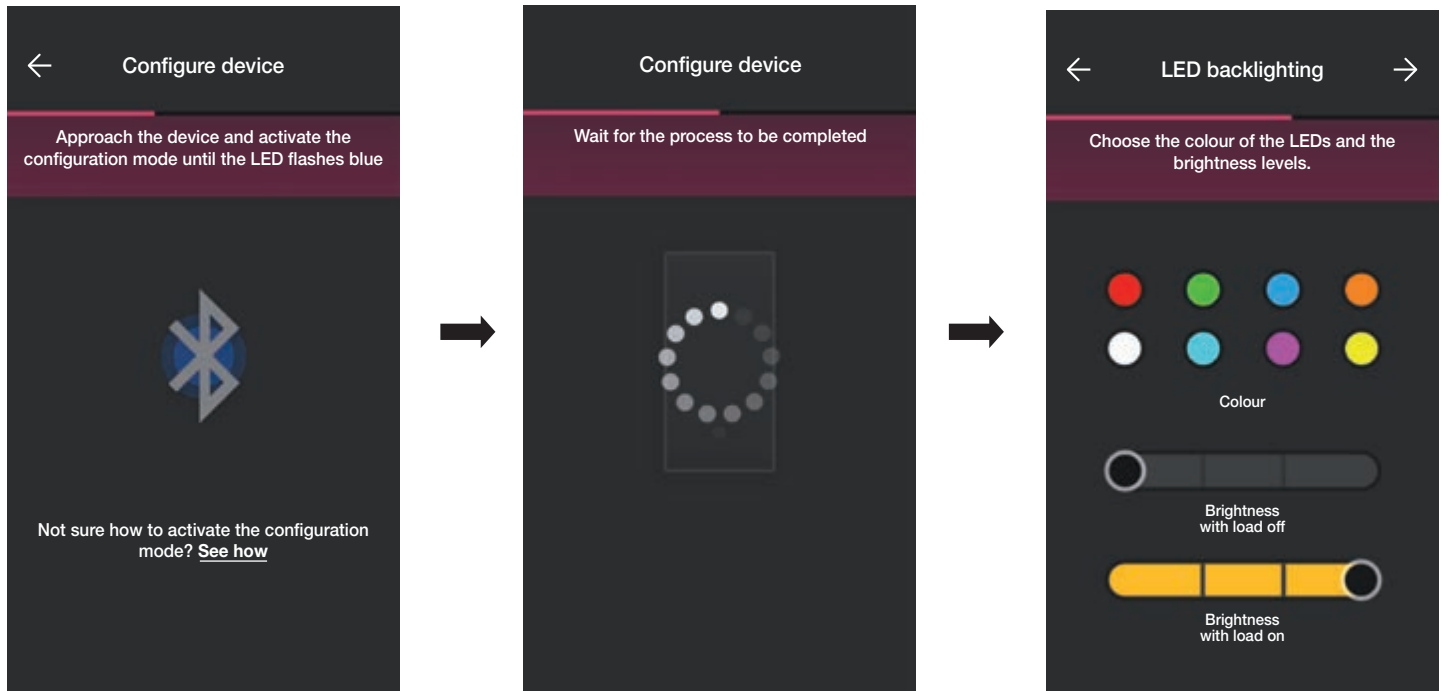 Configure device
Approach the device and activate the
configuration mode until the LED flashes blue
Not sure how to activate the configuration
mode? See how
Configure device
Wait for the process to be completed
LED backlighting
Choose the colour of the LEDs and the
brightness levels.
Colour
Brightness
with load off
Brightness
with load on